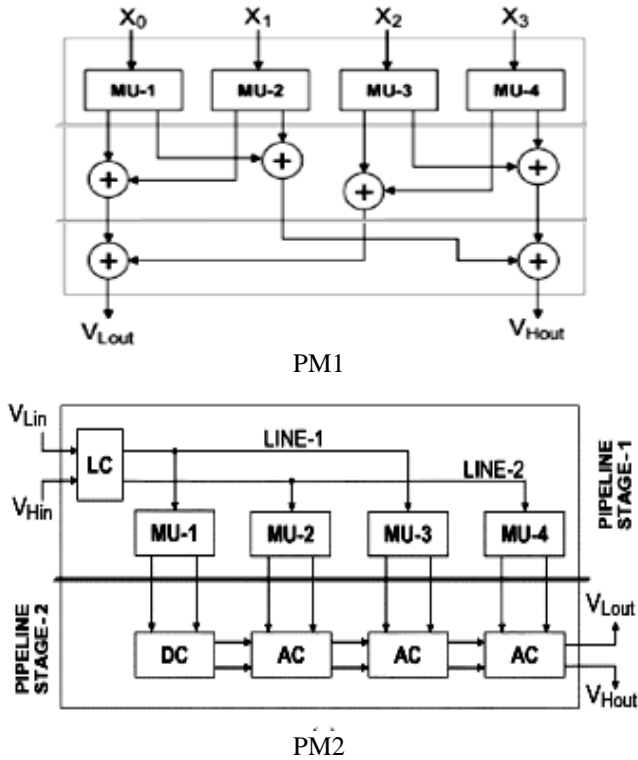 X0 X1 X2 X3
MU-1 MU-2 MU-3 MU-4
+ + + +
+ +
VLout VHout
PM1
VLin
VHin
LC
LINE-1
LINE-2
PIPELINE STAGE-1
MU-1 MU-2 MU-3 MU-4
PIPELINE STAGE-2
DC AC AC AC
VLout
VHout
PM2